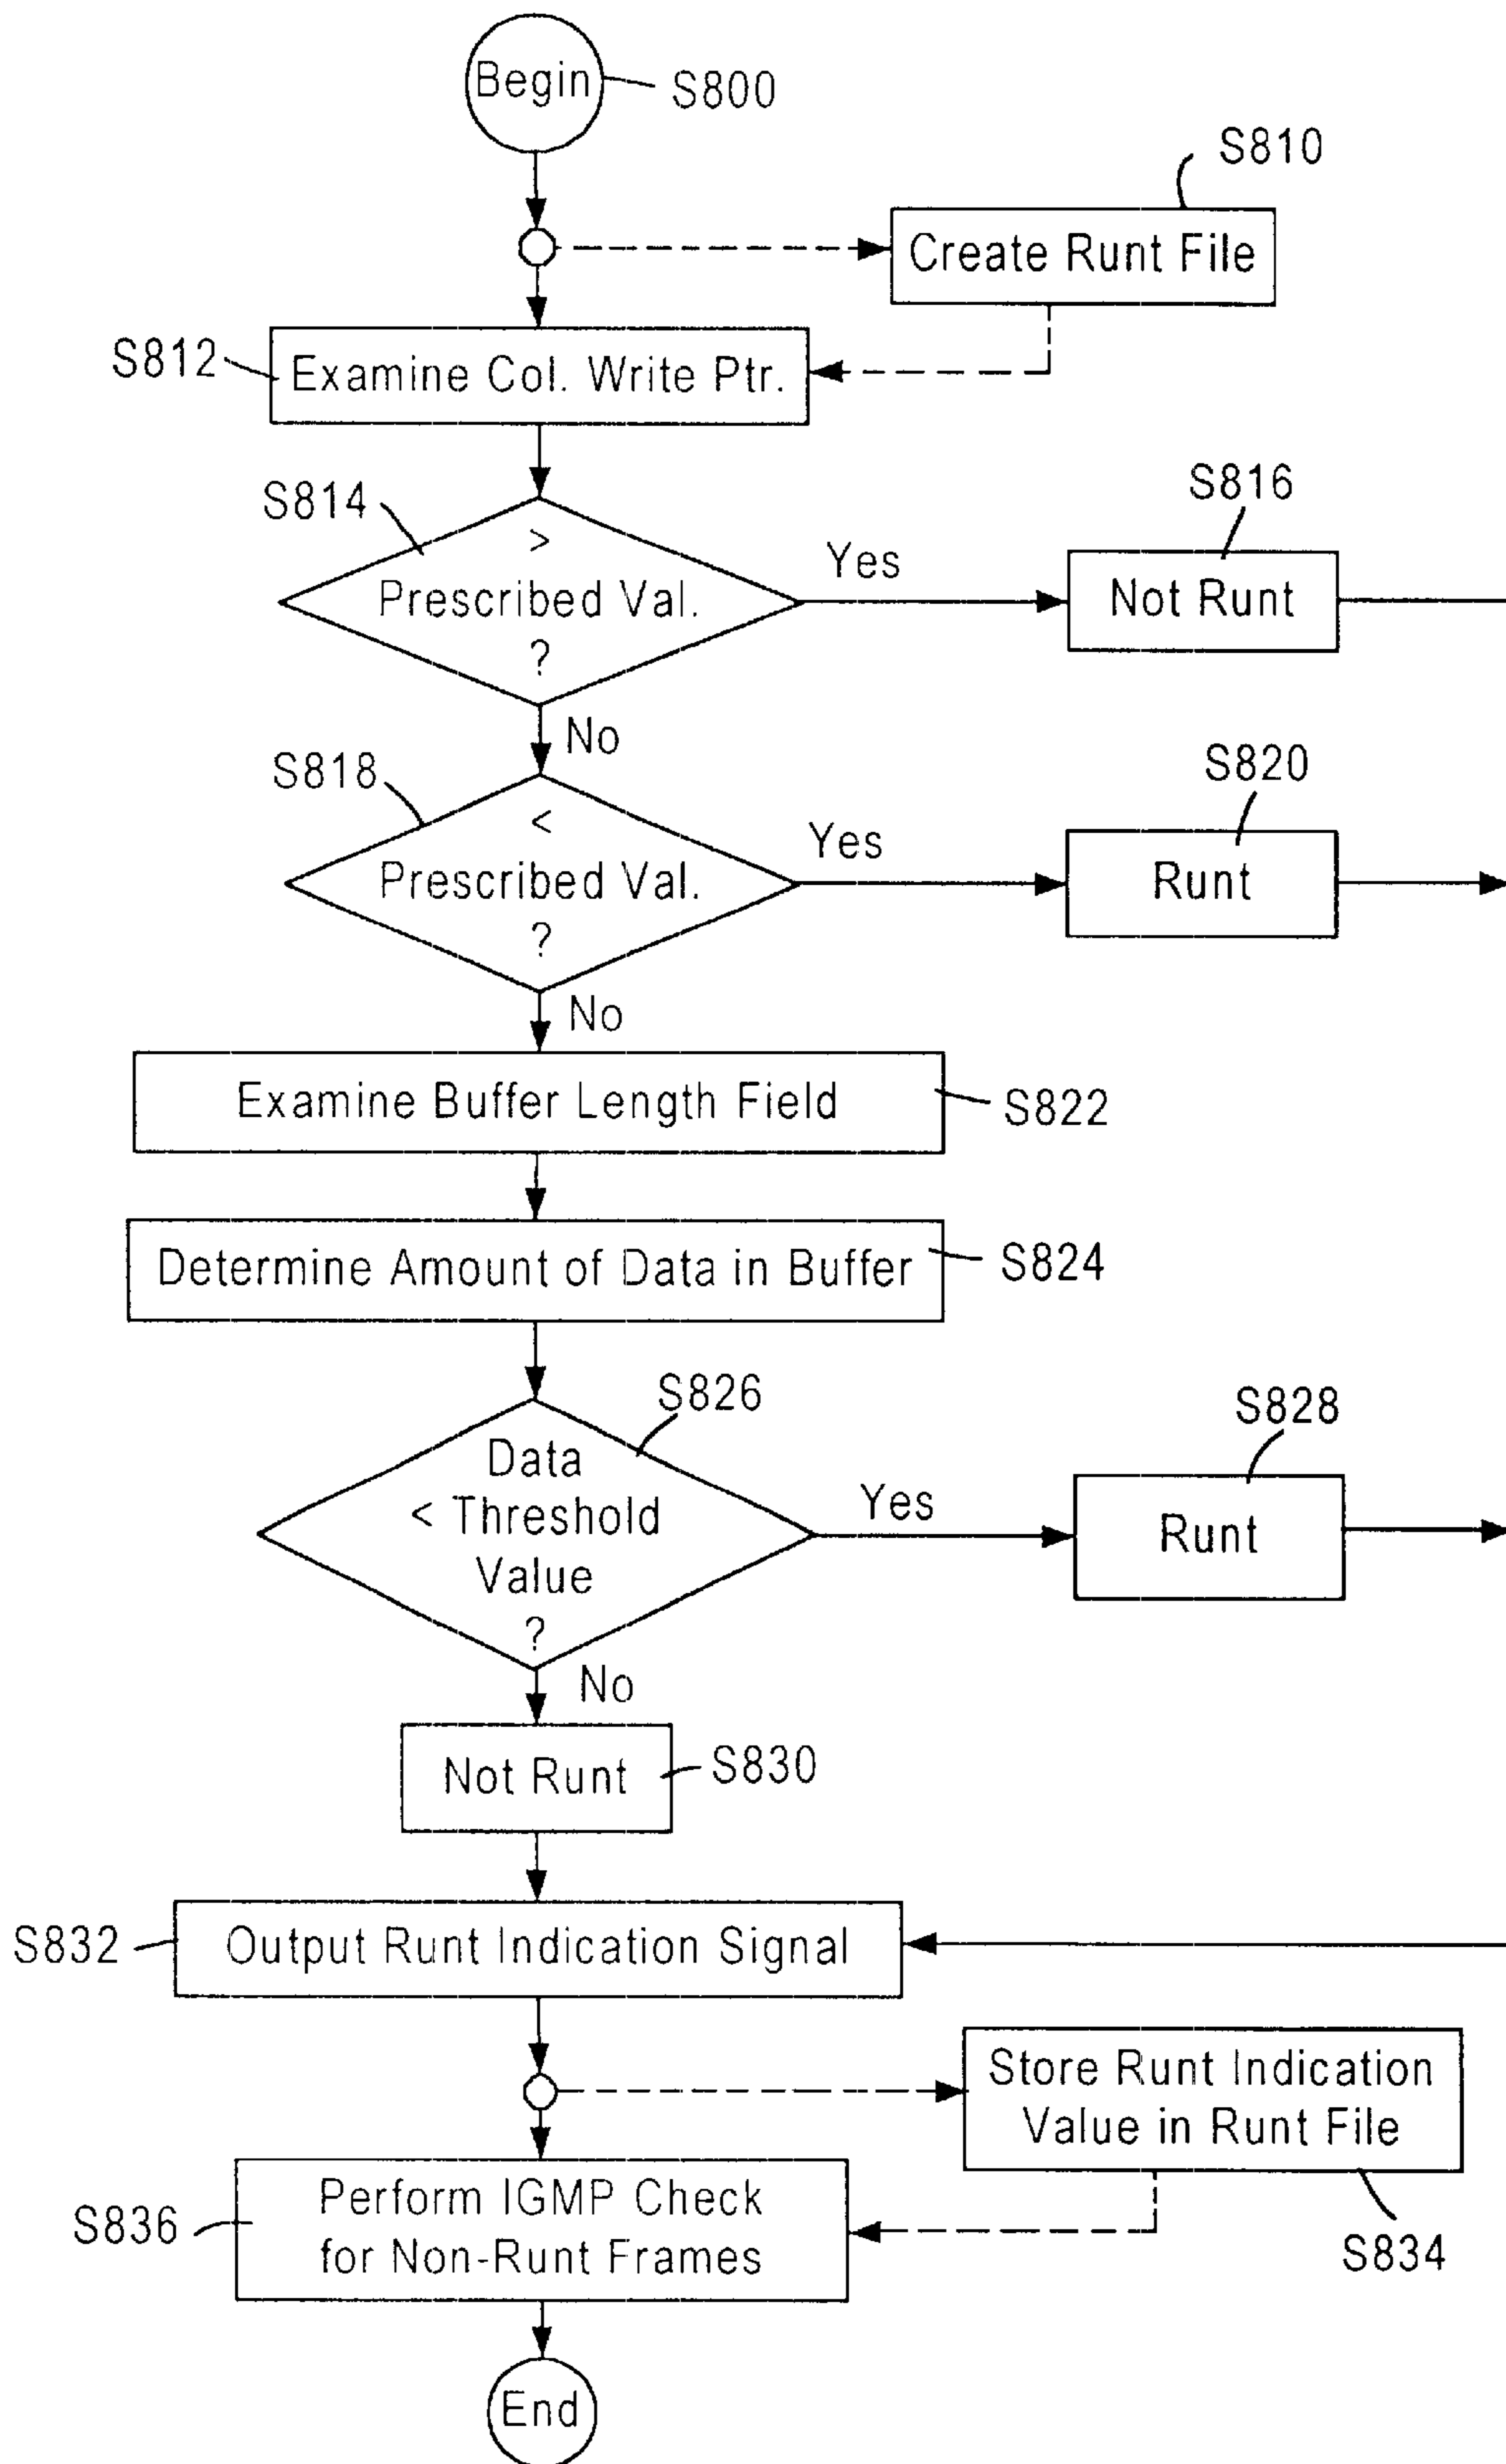 Begin
S800
S810
Create Runt File
S812
Examine Col. Write Ptr.
S814
>
Prescribed Val.
?
Yes
S816
Not Runt
No
S818
<
Prescribed Val.
?
Yes
S820
Runt
No
Examine Buffer Length Field
S822
Determine Amount of Data in Buffer
S824
S826
Data
< Threshold
Value
?
Yes
S828
Runt
No
Not Runt
S830
S832
Output Runt Indication Signal
Store Runt Indication
Value in Runt File
S834
S836
Perform IGMP Check
for Non-Runt Frames
End